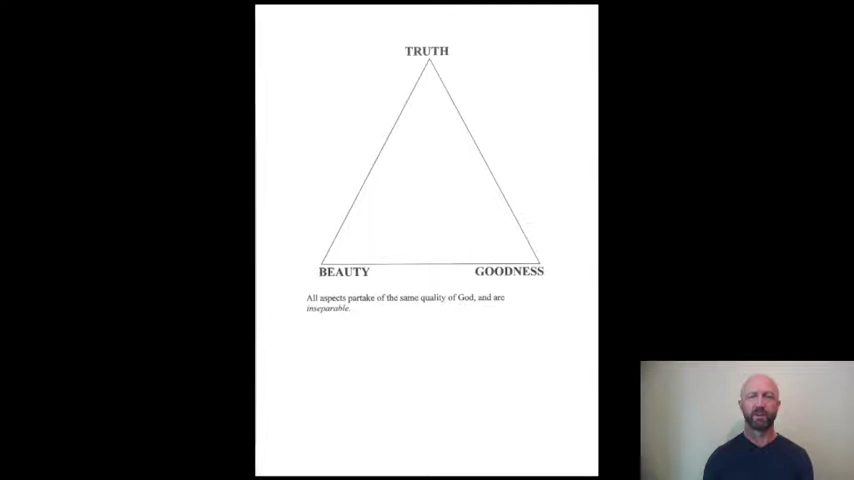 TRUTH
BEAUTY GOODNESS
All aspects partake of the same quality of God, and are
inseparable.